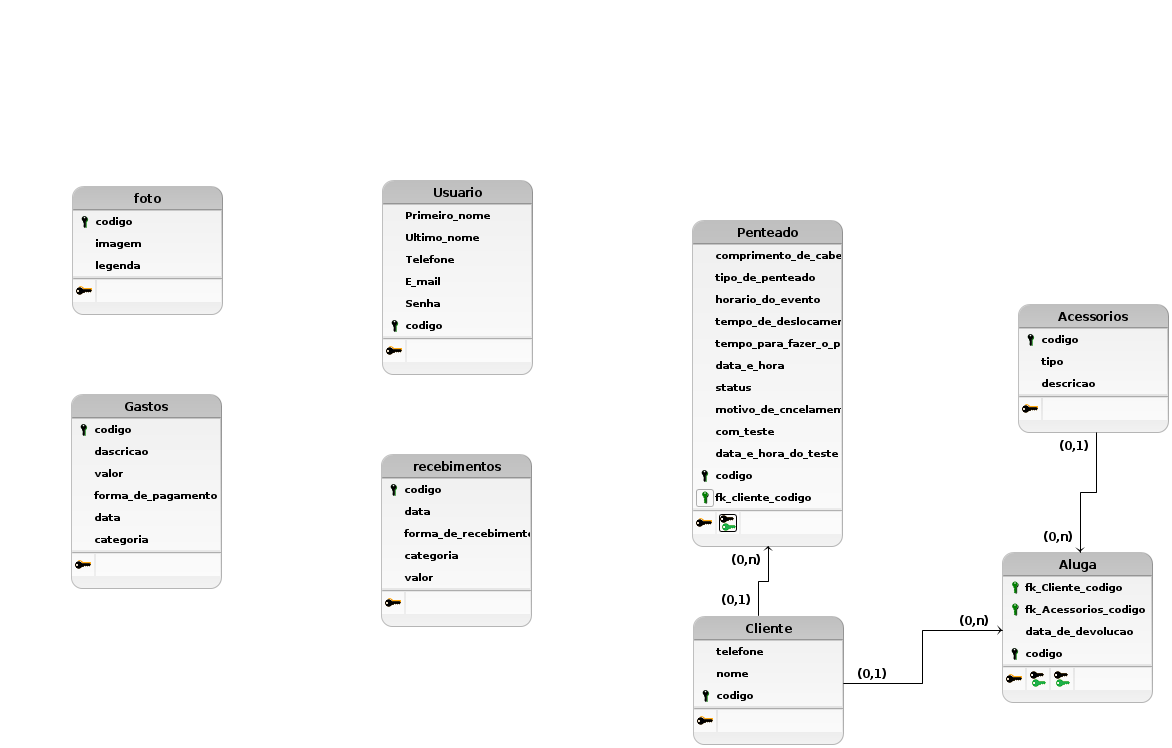 foto
codigo
imagem
legenda
Usuario
Primeiro_nome
Ultimo_nome
Telefone
E_mail
Senha
codigo
Penteado
comprimento_de_cabe
tipo_de_penteado
horario_do_evento
tempo_de_deslocamen
tempo_para_fazer_o_p
data_e_hora
status
motivo_de_cncelamen
com_teste
data_e_hora_do_teste
codigo
fk_cliente_codigo
Acessorios
codigo
tipo
descricao
Gastos
codigo
dascricao
valor
forma_de_pagamento
data
categoria
recebimentos
codigo
data
forma_de_recebimento
categoria
valor
(0,n)
(0,1)
Cliente
telefone
nome
codigo
(0,1)
(0,n)
(0,1)
(0,n)
Aluga
fk_Cliente_codigo
fk_Acessorios_codigo
data_de_devolucao
codigo